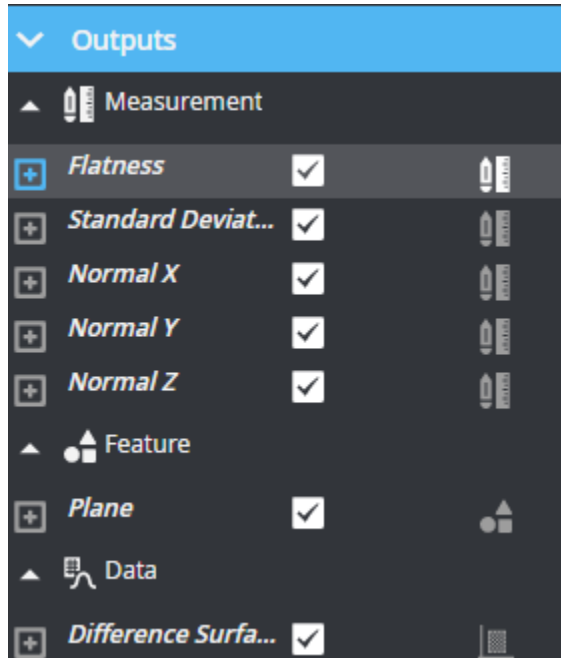 Outputs
Measurement
Flatness
Standard Deviat...
Normal X
Normal Y
Normal Z
Feature
Plane
Data
Difference Surfa...